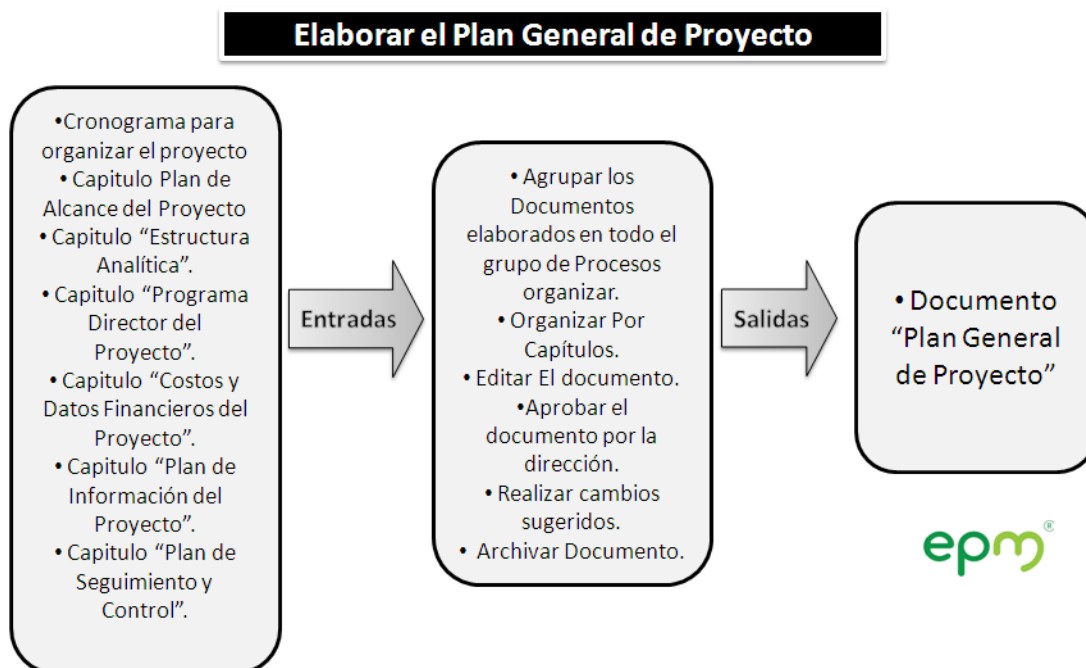 Elaborar el Plan General de Proyecto
•Cronograma para
organizar el proyecto
• Capitulo Plan de
Alcance del Proyecto
• Capitulo “Estructura
Analítica”.
• Capitulo “Programa
Director del
Proyecto”.
• Capitulo “Costos y
Datos Financieros del
Proyecto”.
• Capitulo “Plan de
Información del
Proyecto”.
• Capitulo “Plan de
Seguimiento y
Control”.
Entradas
• Agrupar los
Documentos
elaborados en todo el
grupo de Procesos
organizar.
• Organizar Por
Capítulos.
• Editar El documento.
•Aprobar el
documento por la
dirección.
• Realizar cambios
sugeridos.
• Archivar Documento.
Salidas
• Documento
“Plan General
de Proyecto”
epm®